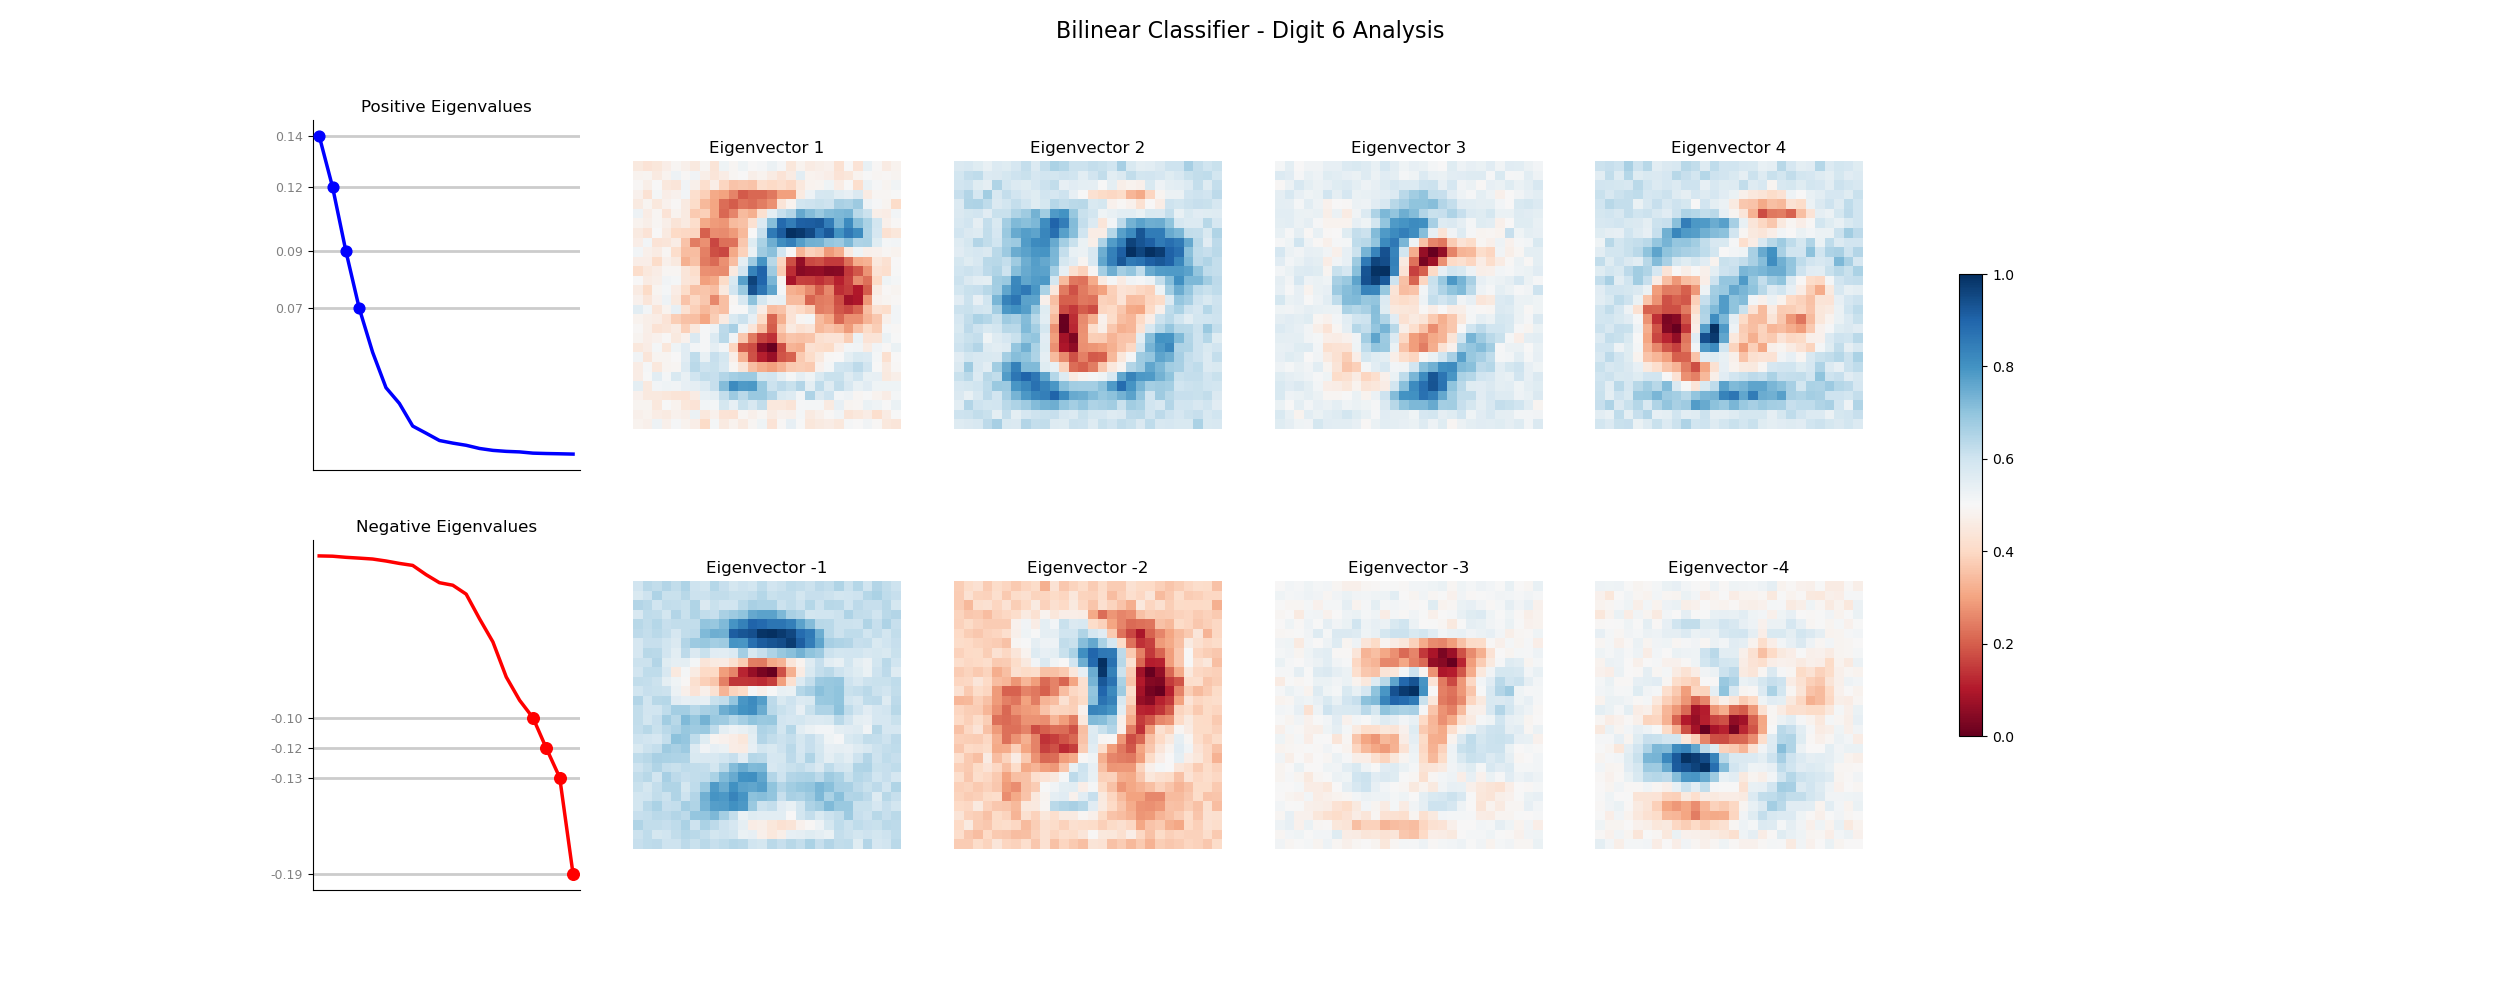 Bilinear Classifier - Digit 6 Analysis
Positive Eigenvalues
0.14
0.12
0.09
0.07
Eigenvector 1
Eigenvector 2
Eigenvector 3
Eigenvector 4
Negative Eigenvalues
-0.10
-0.12
-0.13
-0.19
Eigenvector -1
Eigenvector -2
Eigenvector -3
Eigenvector -4
1.0
0.8
0.6
0.4
0.2
0.0